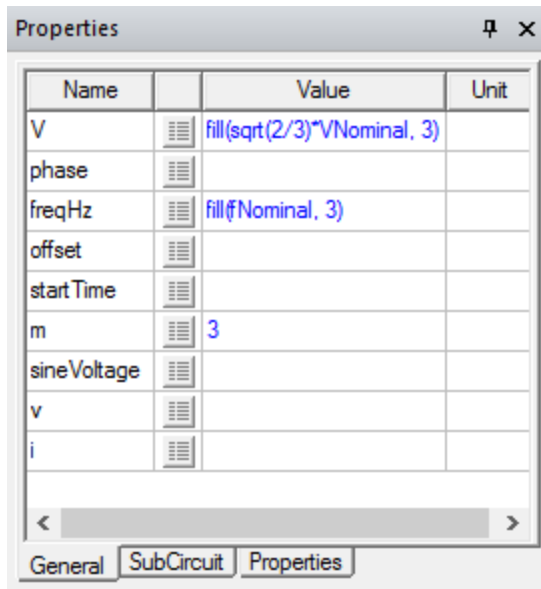 Properties
Name Value Unit
V fill(sqrt(2/3)*VNominal, 3)
phase
freqHz fill(fNominal, 3)
offset
startTime
m 3
sineVoltage
v
i
General SubCircuit Properties